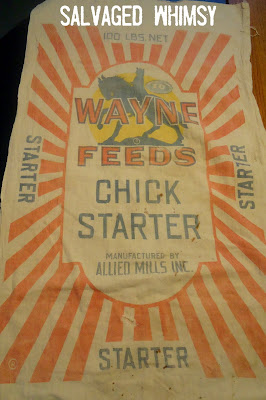 SALVAGED WHIMSY
100 LBS. NET
WAYNE
FEEDS
CHICK
STARTER
MANUFACTURED BY
ALLIED MILLS INC.
STARTER
STARTER
STARTER